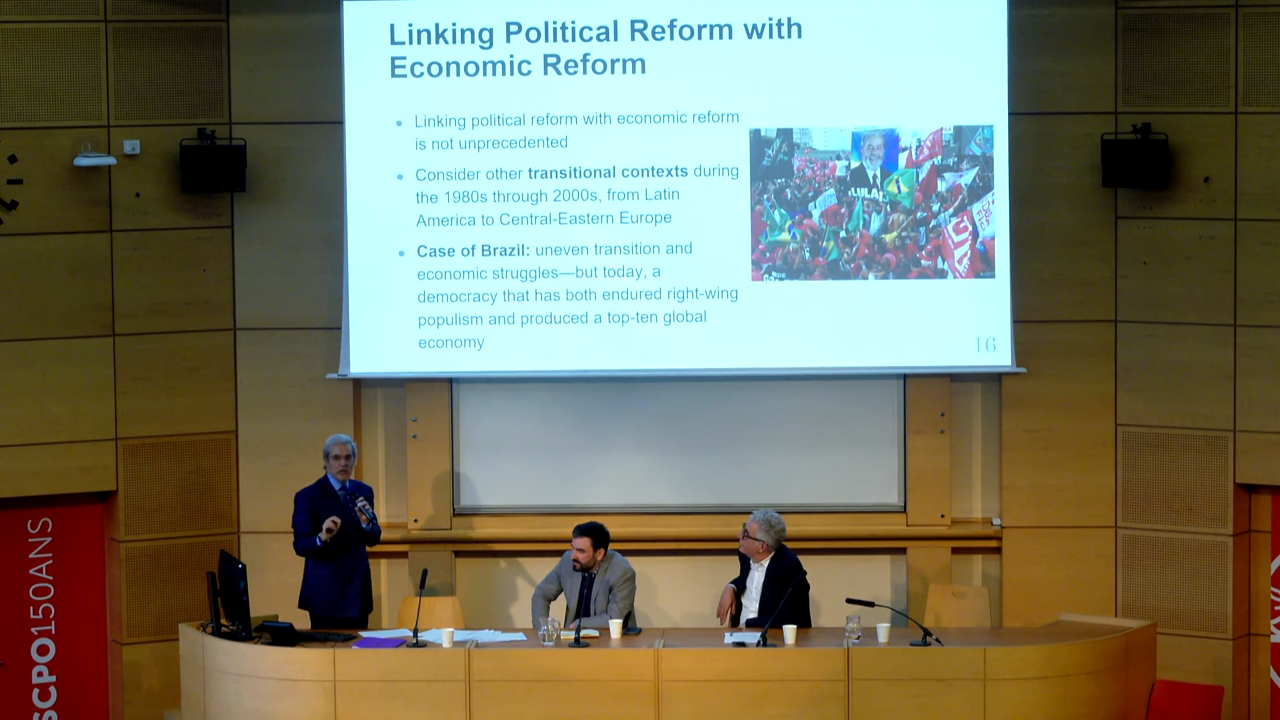 Linking Political Reform with
Economic Reform
• Linking political reform with economic reform
is not unprecedented
• Consider other transitional contexts during
the 1980s through 2000s, from Latin
America to Central-Eastern Europe
• Case of Brazil: uneven transition and
economic struggles—but today, a
democracy that has both endured right-wing
populism and produced a top-ten global
economy
LULA
16
SCPO150ANS